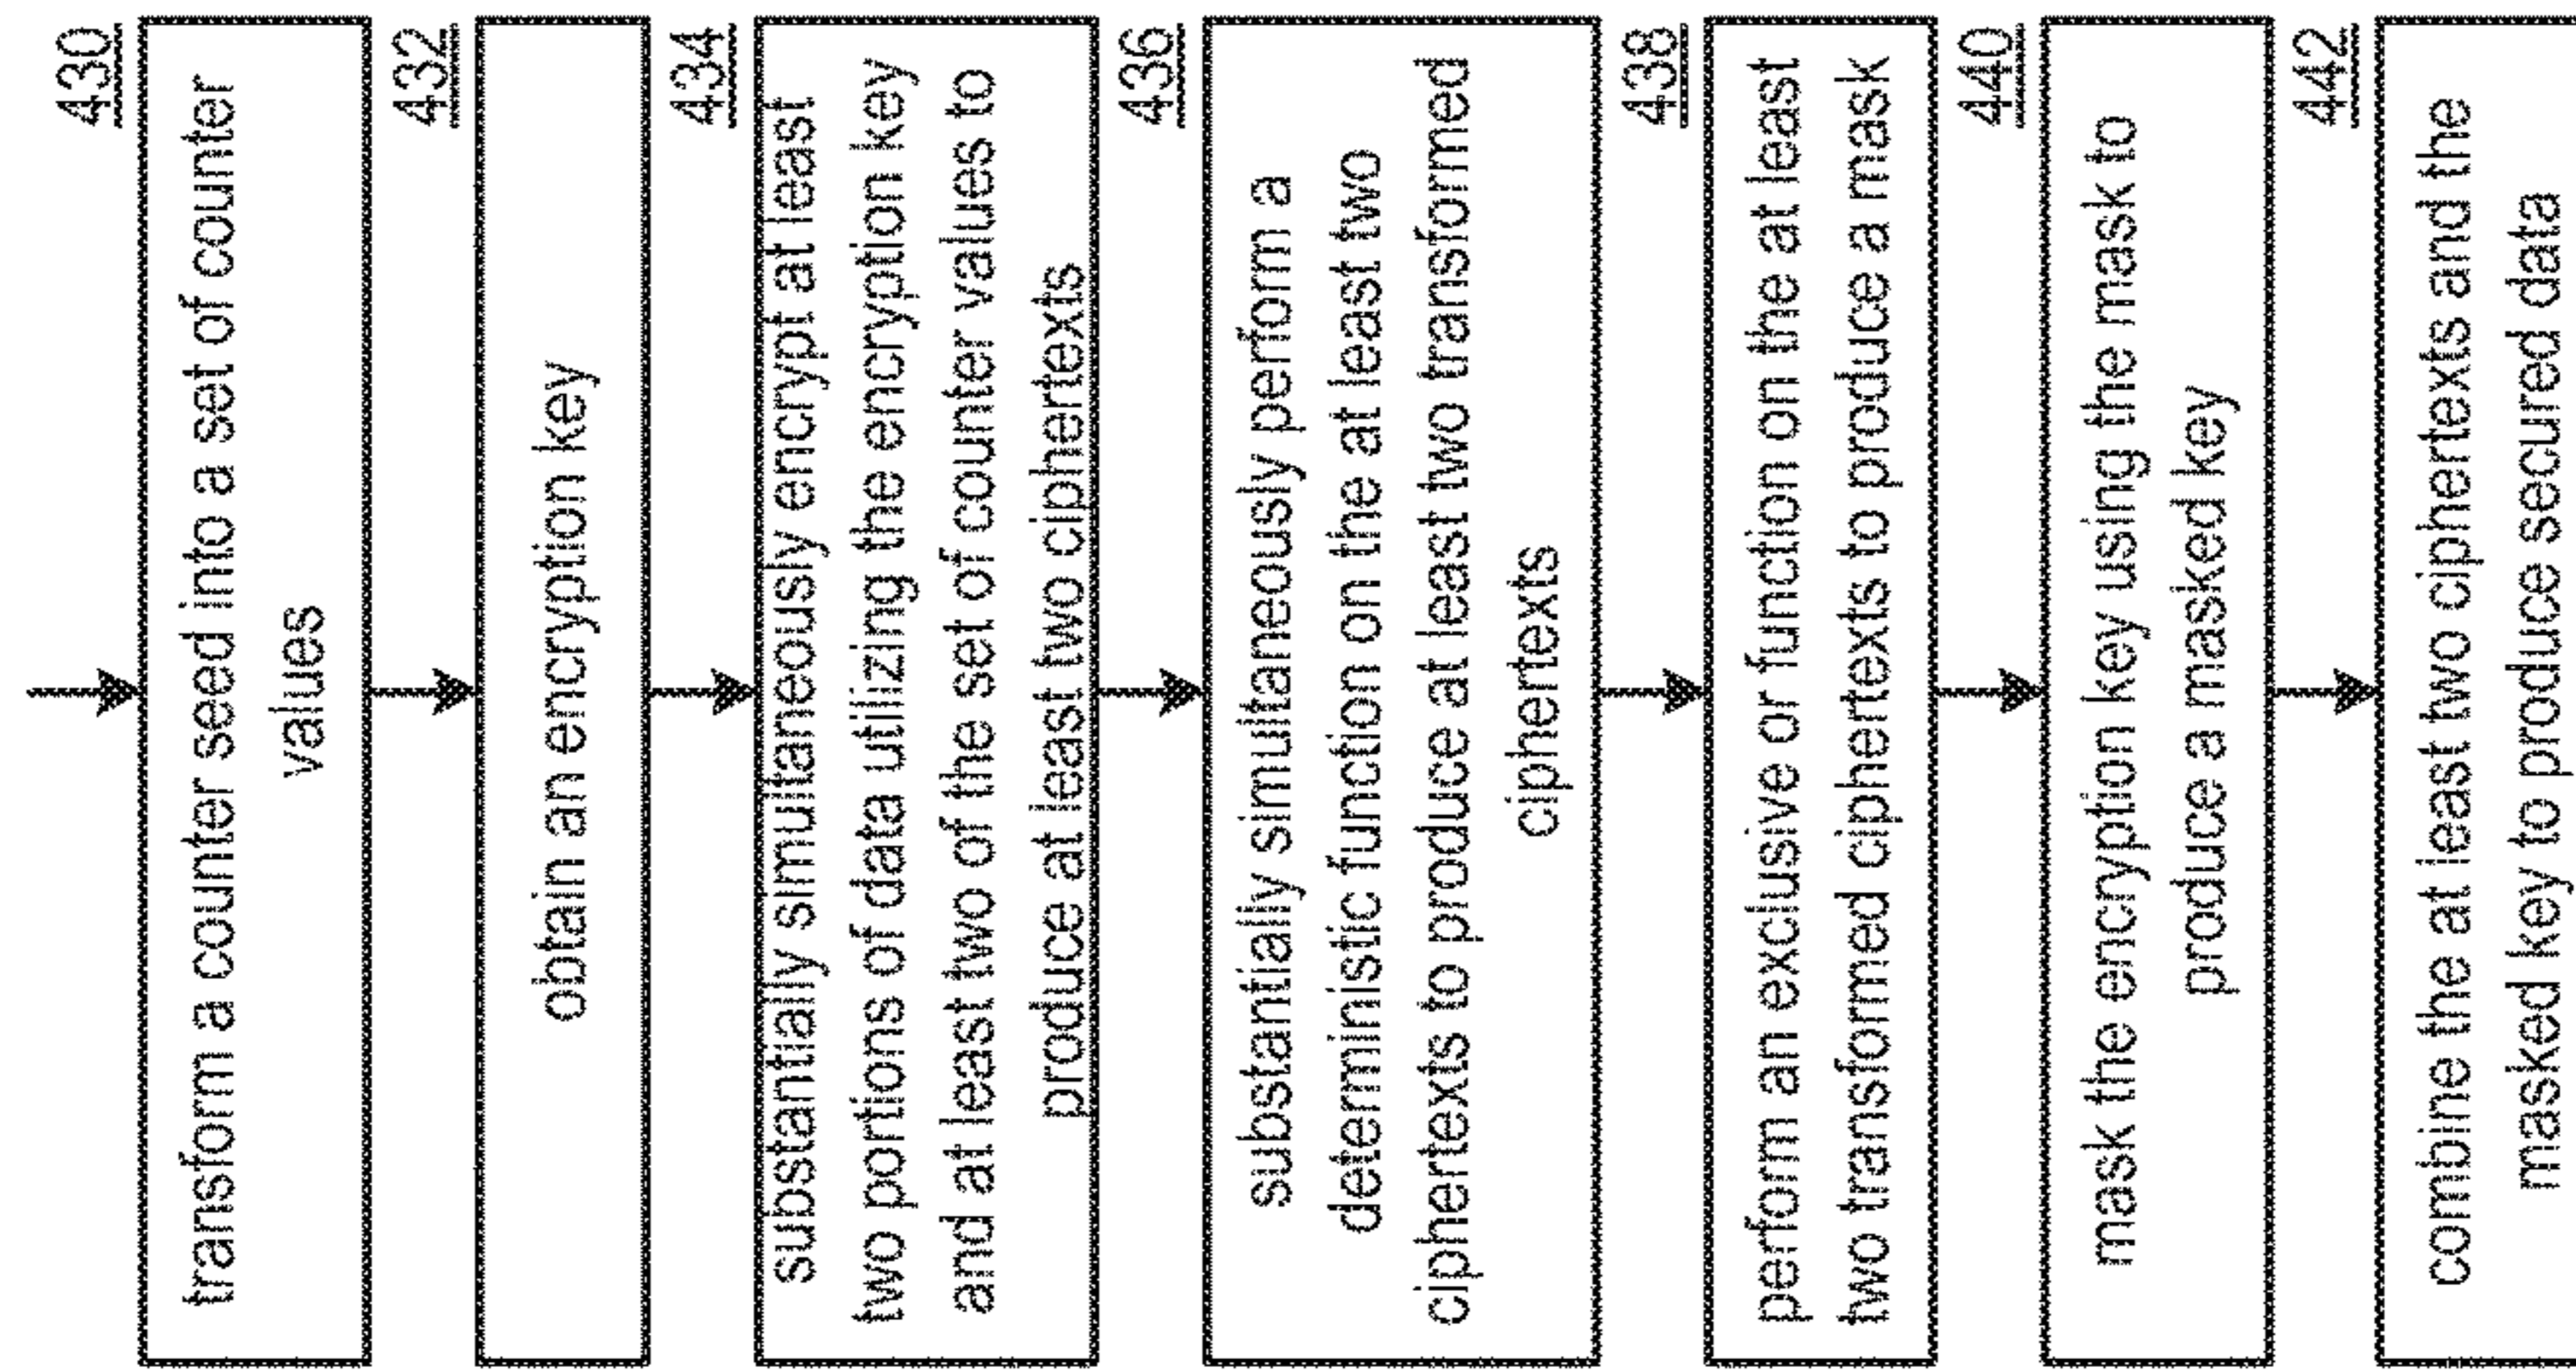 430
transform a counter seed into a set of counter
values
432
obtain an encryption key
434
substantially simultaneously encrypt at least
two portions of data utilizing the encryption key
and at least two of the set of counter values to
produce at least two ciphertexts
436
substantially simultaneously perform a
deterministic function on the at least two
ciphertexts to produce at least two transformed
ciphertexts
438
perform an exclusive or function on the at least
two transformed ciphertexts to produce a mask
440
mask the encryption key using the mask to
produce a masked key
442
combine the at least two ciphertexts and the
masked key to produce secured data